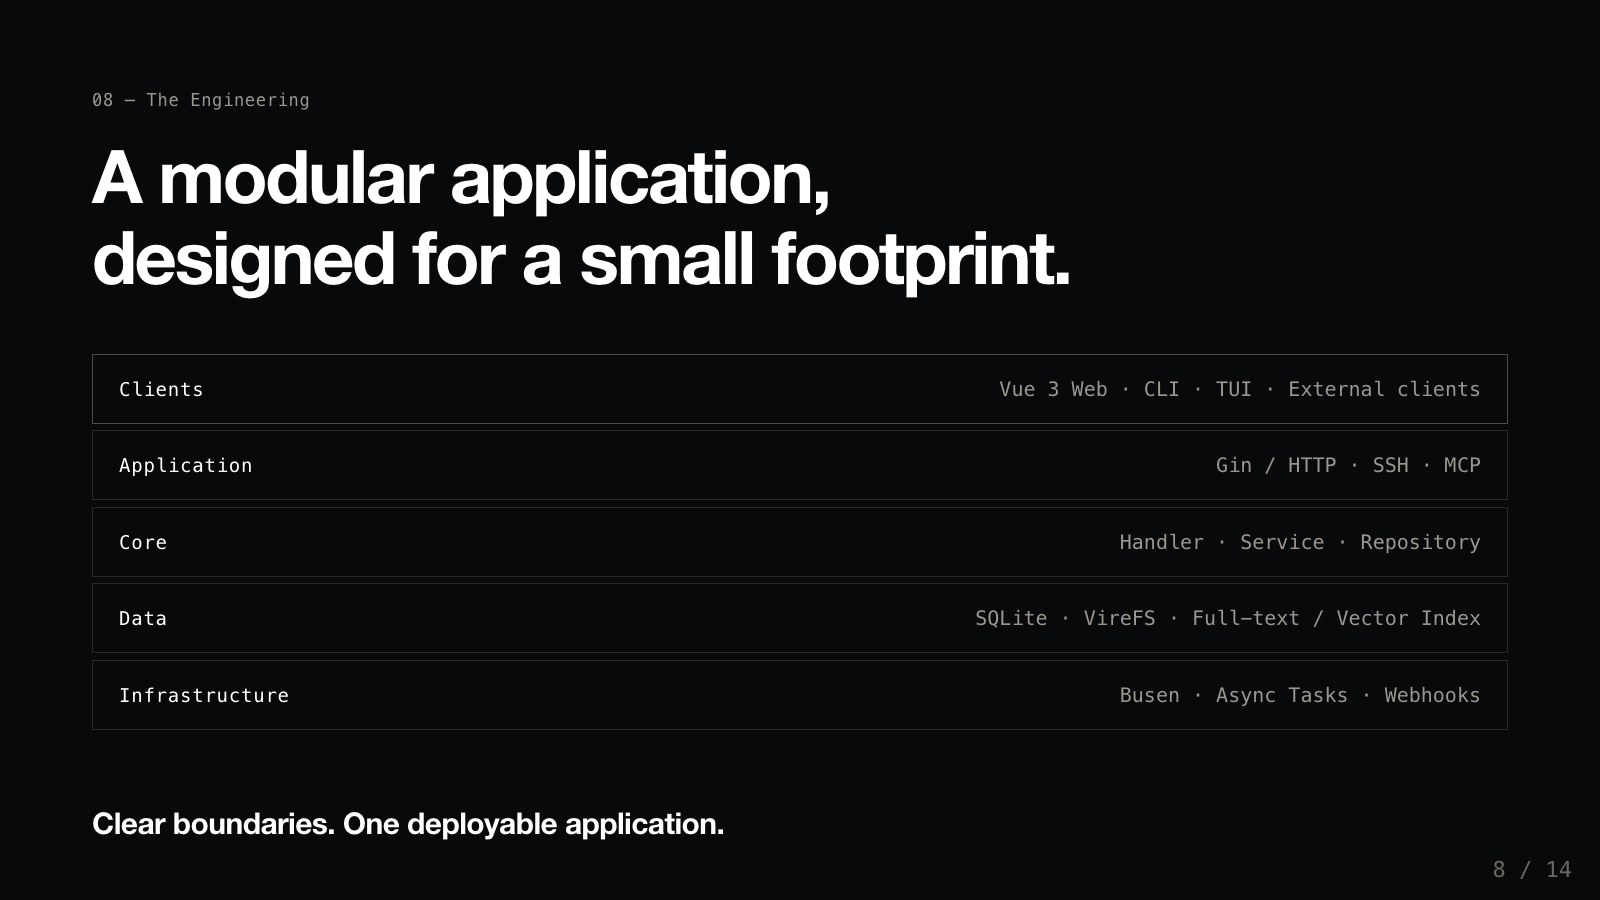 08 — The Engineering
A modular application,
designed for a small footprint.
Clients
Vue 3 Web · CLI · TUI · External clients
Application
Gin / HTTP · SSH · MCP
Core
Handler · Service · Repository
Data
SQLite · VireFS · Full-text / Vector Index
Infrastructure
Busen · Async Tasks · Webhooks
Clear boundaries. One deployable application.
8 / 14